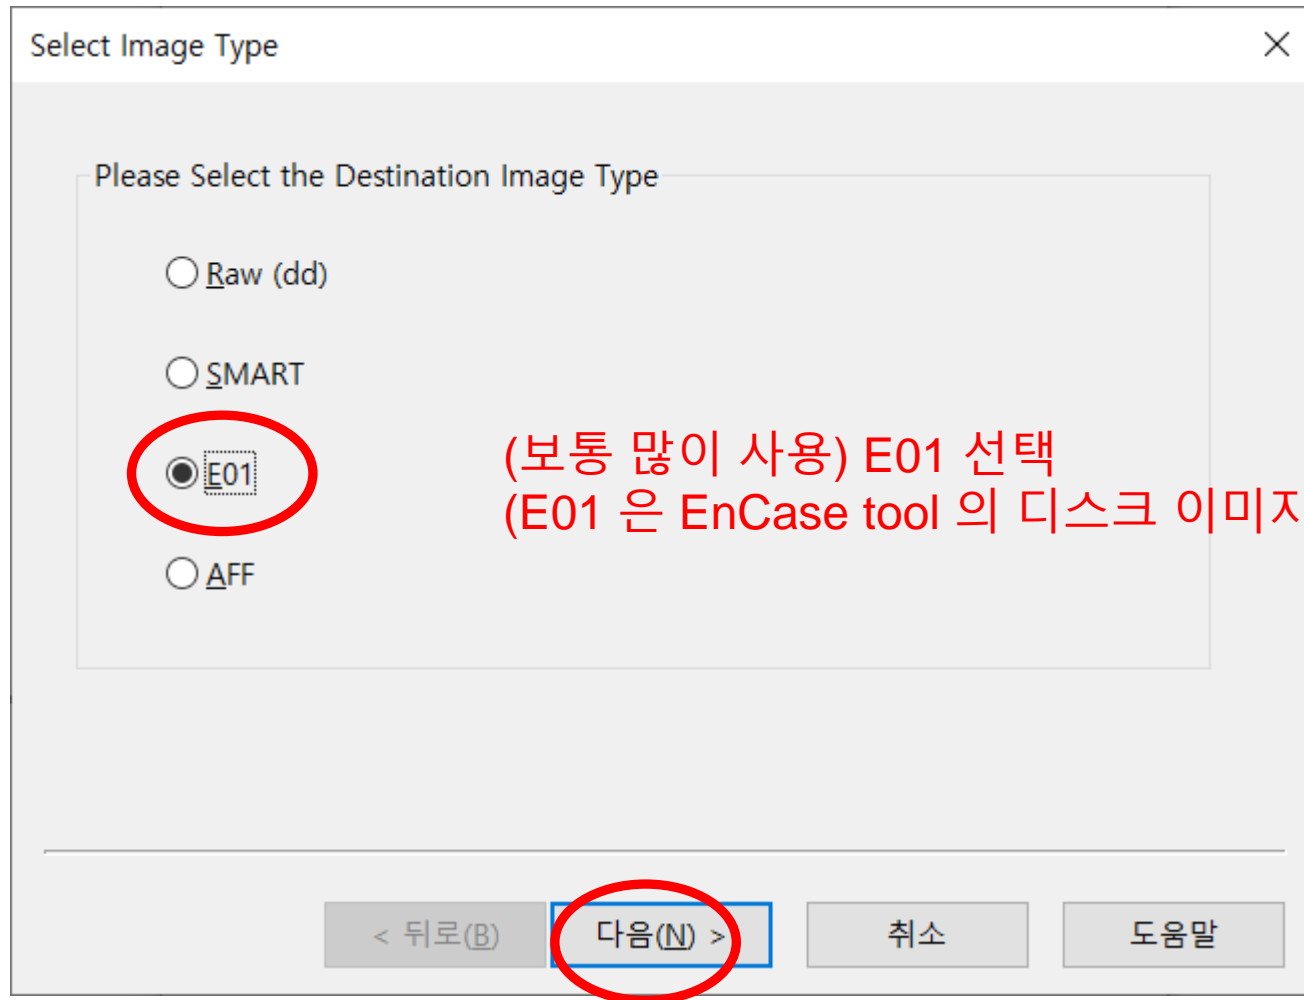 Select Image Type
Please Select the Destination Image Type
Raw (dd)
SMART
E01
AFF
(보통 많이 사용) E01 선택
(E01 은 EnCase tool 의 디스크 이미지
< 뒤로(B)
다음(N) >
취소
도움말